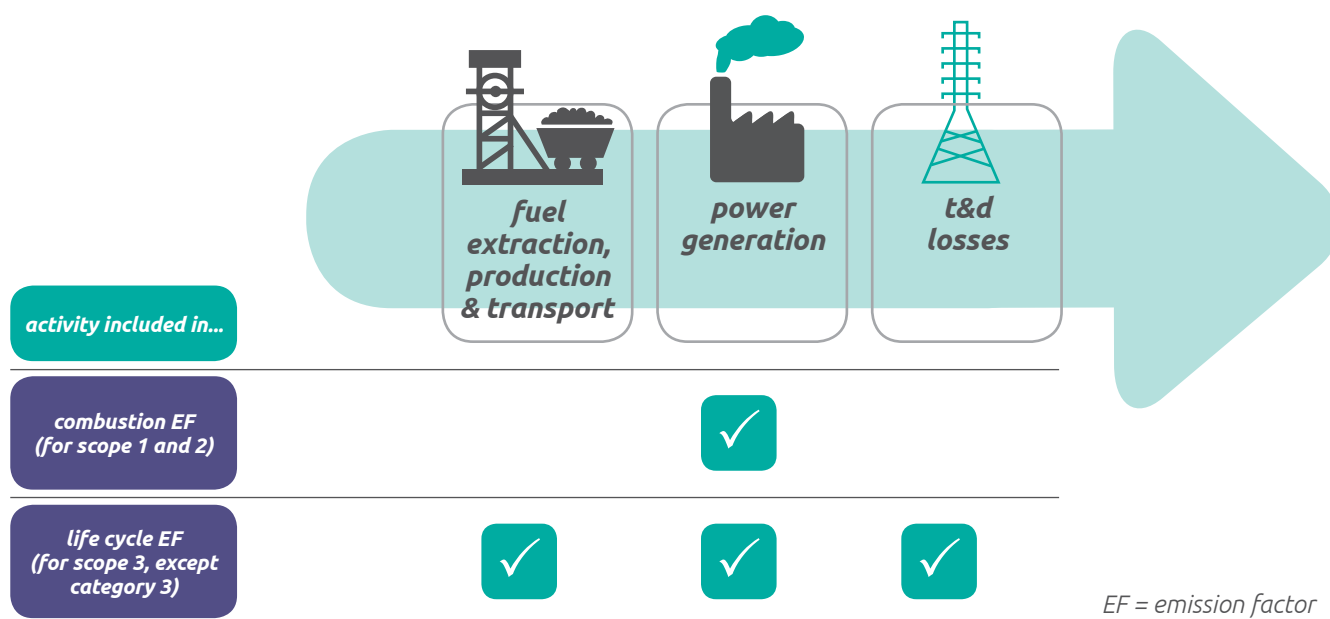 fuel
extraction,
production
& transport
power
generation
t&d
losses
activity included in...
combustion EF
(for scope 1 and 2)
life cycle EF
(for scope 3, except
category 3)
EF = emission factor